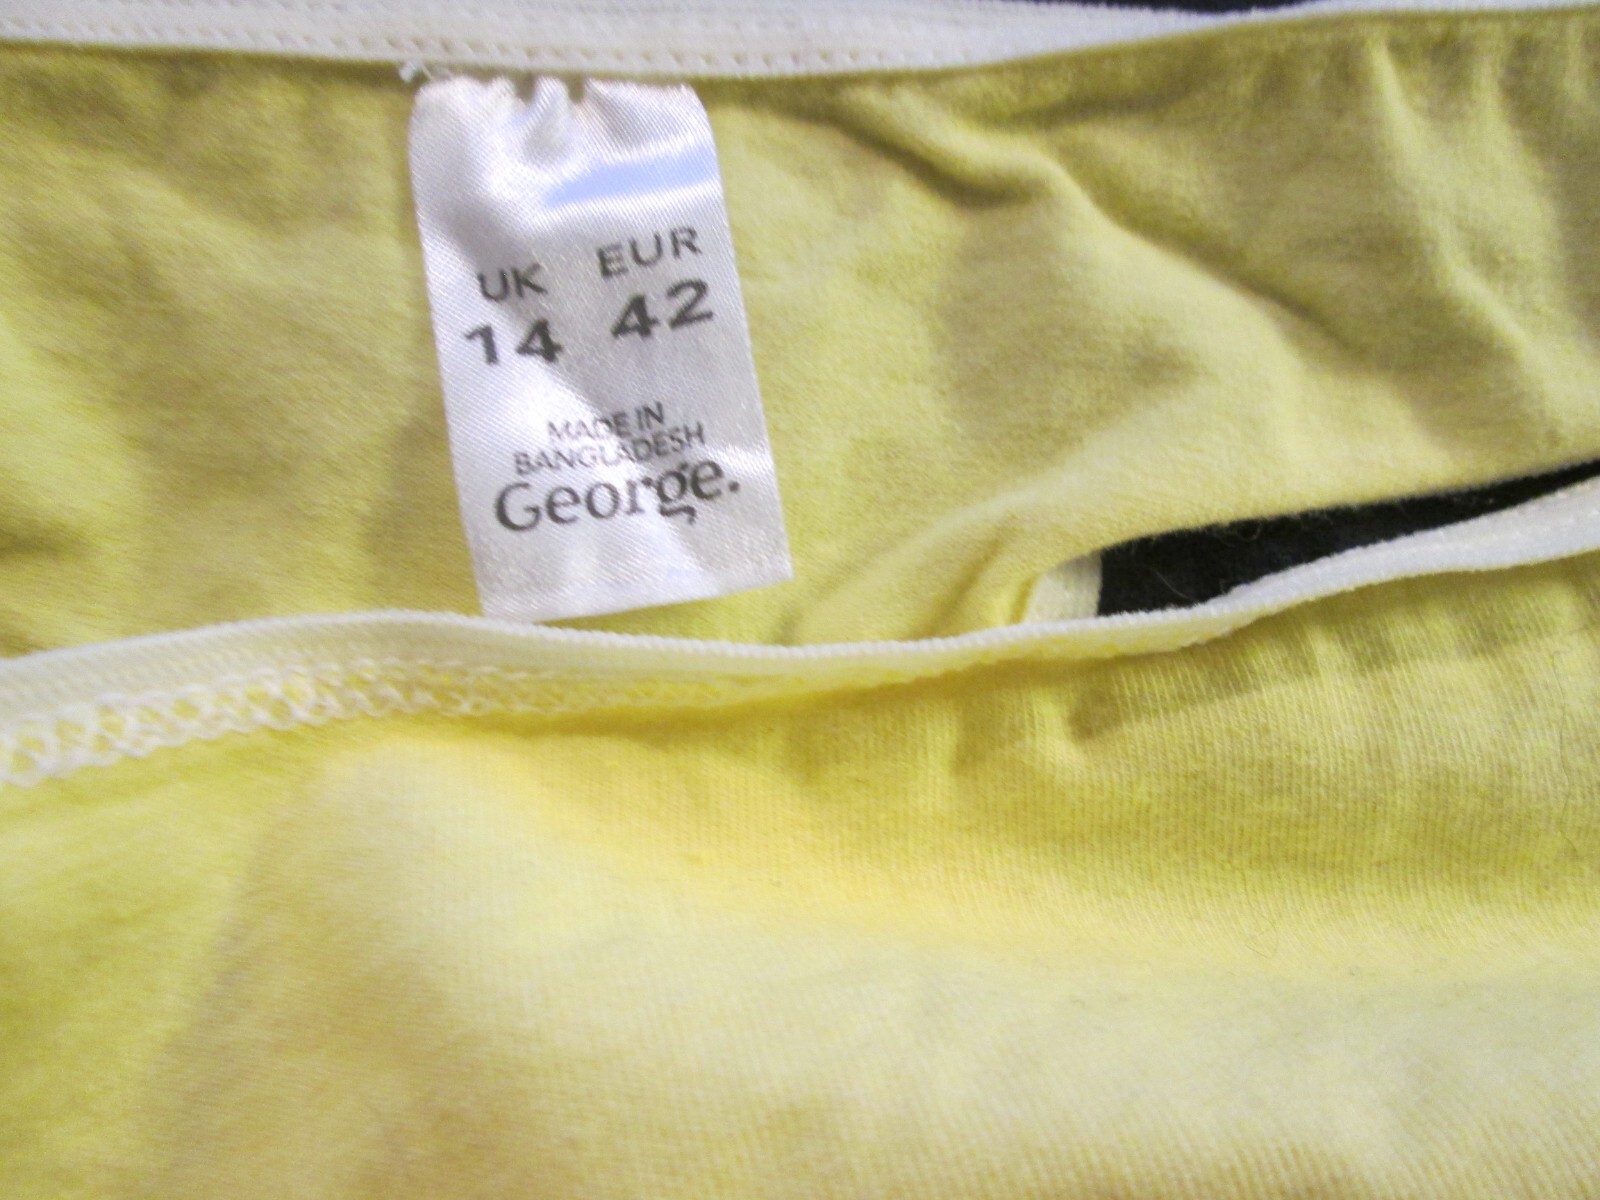 UK EUR
14 42
MADE IN
BANGLADESH
George.